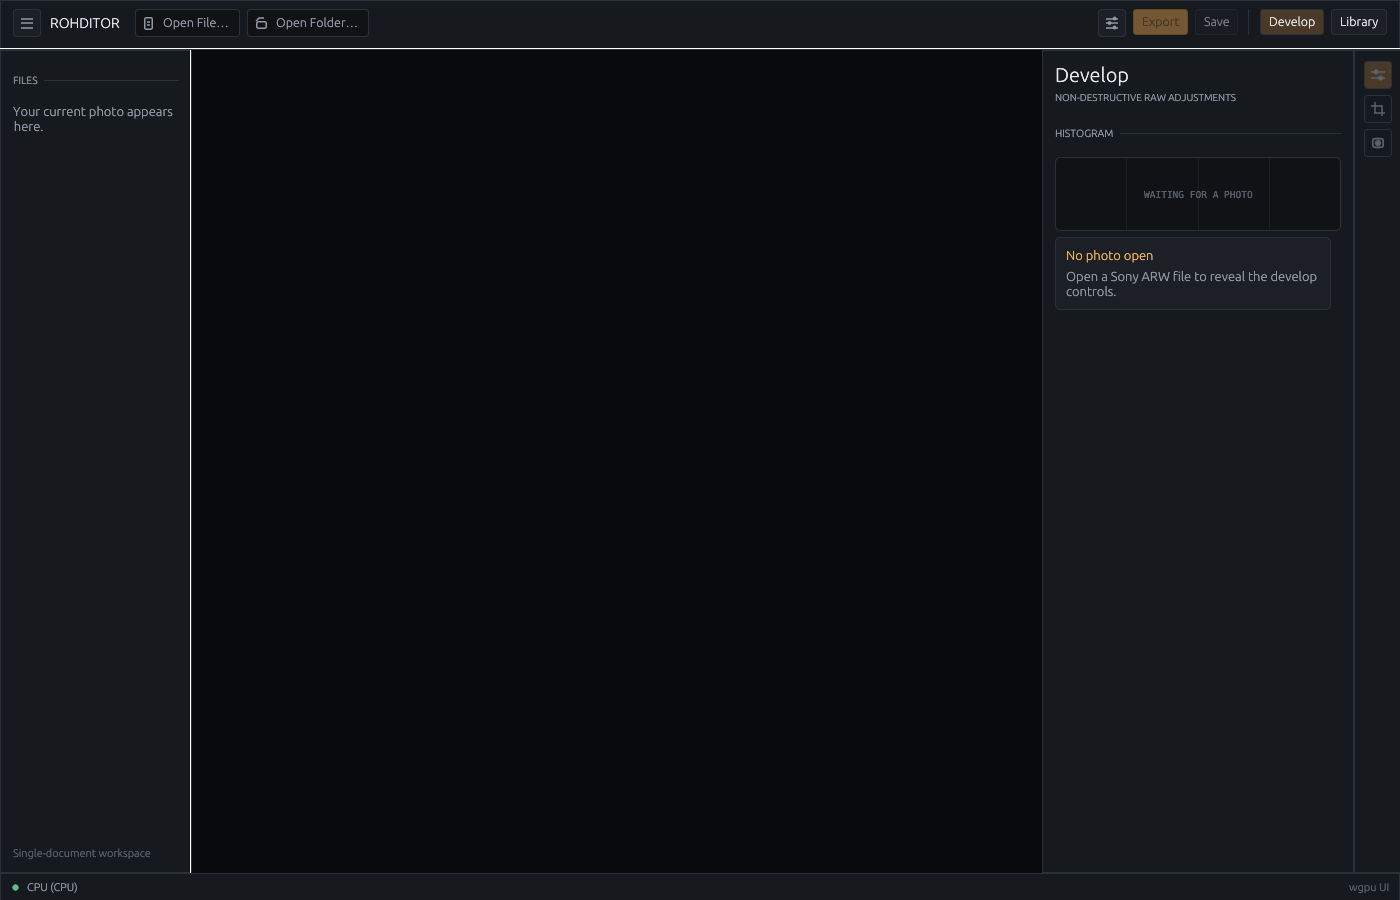 ROHDITOR
Open File...
Open Folder...
Export
Save
Develop
Library
FILES
Your current photo appears
here.
Single-document workspace
Develop
NON-DESTRUCTIVE RAW ADJUSTMENTS
HISTOGRAM
WAITING FOR A PHOTO
No photo open
Open a Sony ARW file to reveal the develop
controls.
CPU (CPU)
wgpu UI